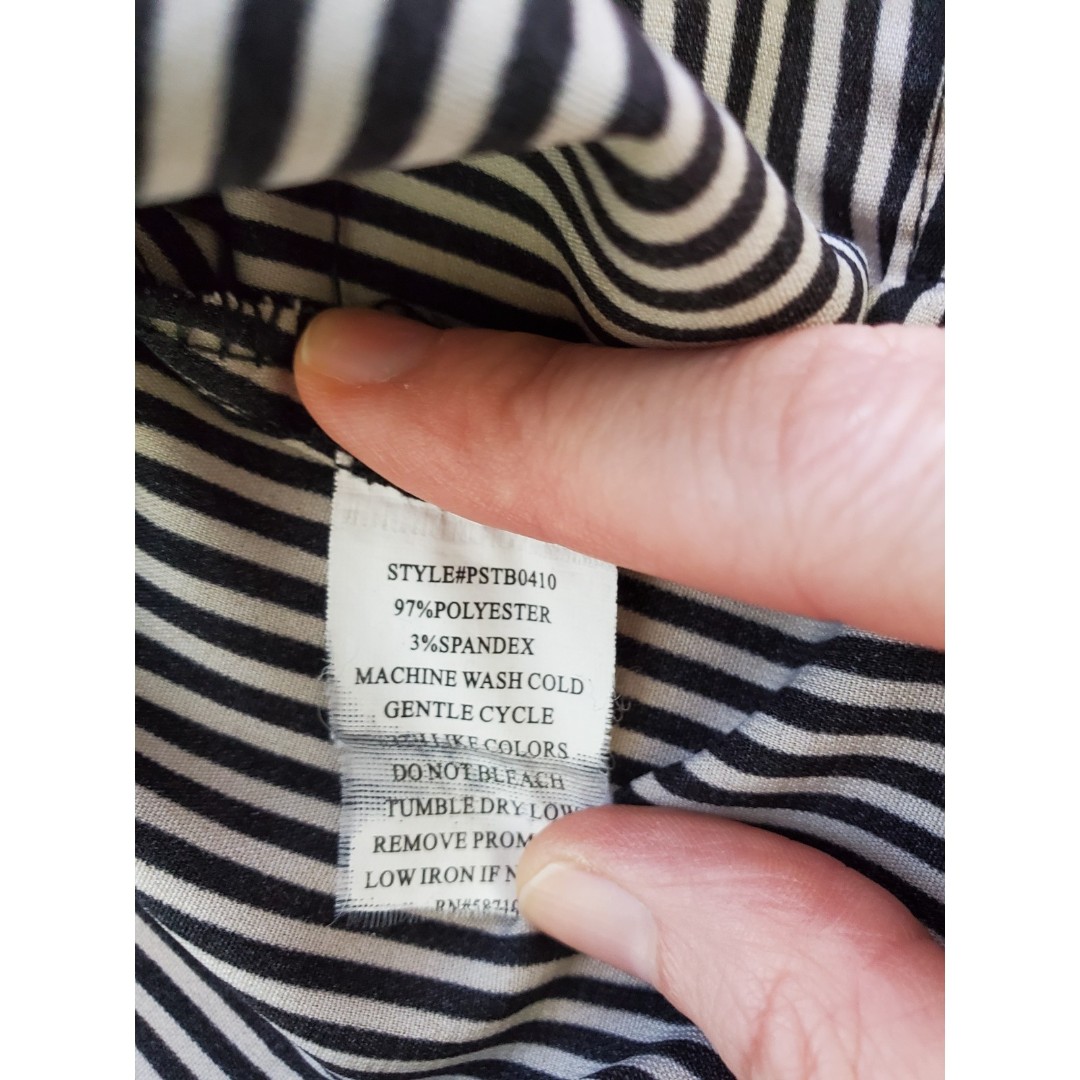 STYLE#PSTB0410
97%POLYESTER
3%SPANDEX
MACHINE WASH COLD
GENTLE CYCLE
LIKE COLORS
DO NOT BLEACH
TUMBLE DRY LOW
REMOVE
LOW IRON IF